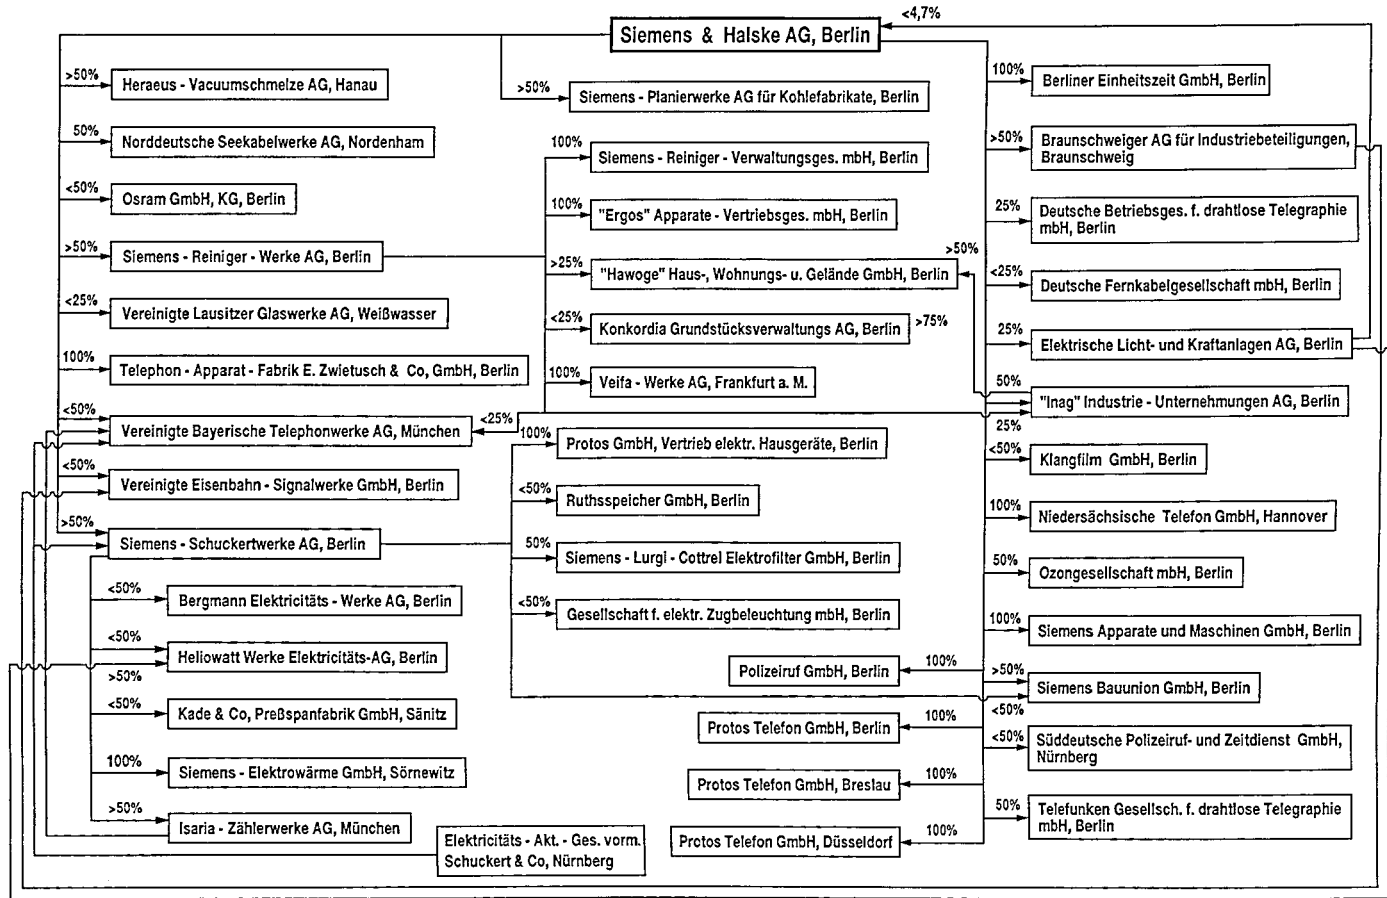 <4,7%
Siemens & Halske AG, Berlin
>50%
Heraeus - Vacuumschmelze AG, Hanau
50%
Norddeutsche Seekabelwerke AG, Nordenham
<50%
Osram GmbH, KG, Berlin
>50%
Siemens - Reiniger - Werke AG, Berlin
<25%
Vereinigte Lausitzer Glaswerke AG, Weißwasser
100%
Telephon - Apparat - Fabrik E. Zwietusch & Co, GmbH, Berlin
<50%
Vereinigte Bayerische Telephonwerke AG, München
<25%
<50%
Vereinigte Eisenbahn - Signalwerke GmbH, Berlin
>50%
Siemens - Schuckertwerke AG, Berlin
<50%
Bergmann Elektricitäts - Werke AG, Berlin
<50%
Heliowatt Werke Elektricitäts-AG, Berlin
>50%
<50%
Kade & Co, Preßspanfabrik GmbH, Sänitz
100%
Siemens - Elektrowärme GmbH, Sörnewitz
>50%
Isaria - Zählerwerke AG, München
Elektricitäts - Akt. - Ges. vorm.
Schuckert & Co, Nürnberg
>50%
Siemens - Planierwerke AG für Kohlefabrikate, Berlin
100%
Siemens - Reiniger - Verwaltungsges. mbH, Berlin
100%
"Ergos" Apparate - Vertriebsges. mbH, Berlin
>50%
>25%
"Hawoge" Haus-, Wohnungs- u. Gelände GmbH, Berlin
<25%
Konkordia Grundstücksverwaltungs AG, Berlin
>75%
100%
Veifa - Werke AG, Frankfurt a. M.
100%
Protos GmbH, Vertrieb elektr. Hausgeräte, Berlin
<50%
Ruthsspeicher GmbH, Berlin
50%
Siemens - Lurgi - Cottrel Elektrofilter GmbH, Berlin
<50%
Gesellschaft f. elektr. Zugbeleuchtung mbH, Berlin
Polizeiruf GmbH, Berlin
100%
Protos Telefon GmbH, Berlin
100%
Protos Telefon GmbH, Breslau
100%
Protos Telefon GmbH, Düsseldorf
100%
100%
Berliner Einheitszeit GmbH, Berlin
>50%
Braunschweiger AG für Industriebeteiligungen,
Braunschweig
25%
Deutsche Betriebsges. f. drahtlose Telegraphie
mbH, Berlin
<25%
Deutsche Fernkabelgesellschaft mbH, Berlin
25%
Elektrische Licht- und Kraftanlagen AG, Berlin
50%
"Inag" Industrie - Unternehmungen AG, Berlin
25%
<50%
Klangfilm GmbH, Berlin
100%
Niedersächsische Telefon GmbH, Hannover
50%
Ozongesellschaft mbH, Berlin
100%
Siemens Apparate und Maschinen GmbH, Berlin
>50%
Siemens Bauunion GmbH, Berlin
<50%
<50%
Süddeutsche Polizeiruf- und Zeitdienst GmbH,
Nürnberg
50%
Telefunken Gesellsch. f. drahtlose Telegraphie
mbH, Berlin